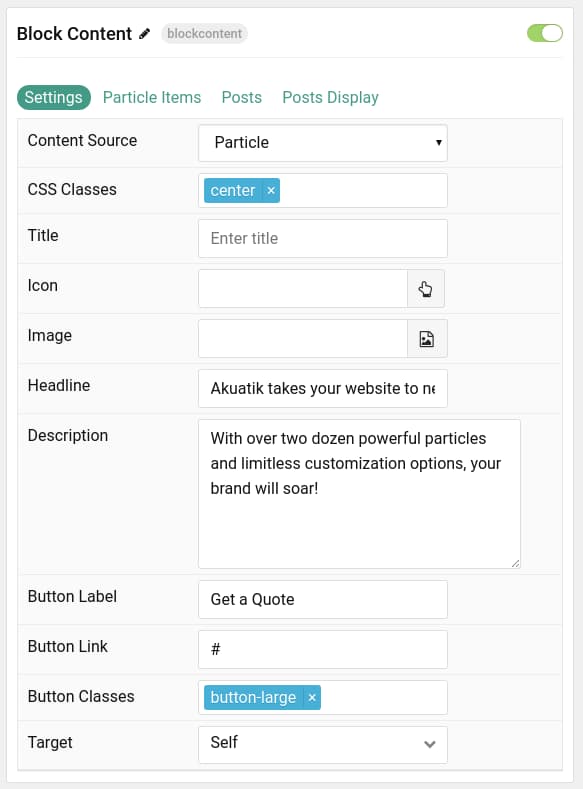 Block Content blockcontent
Settings Particle Items Posts Posts Display
Content Source Particle
CSS Classes center ×
Title Enter title
Icon
Image
Headline Akuatik takes your website to ne
Description With over two dozen powerful particles
and limitless customization options, your
brand will soar!
Button Label Get a Quote
Button Link #
Button Classes button-large ×
Target Self